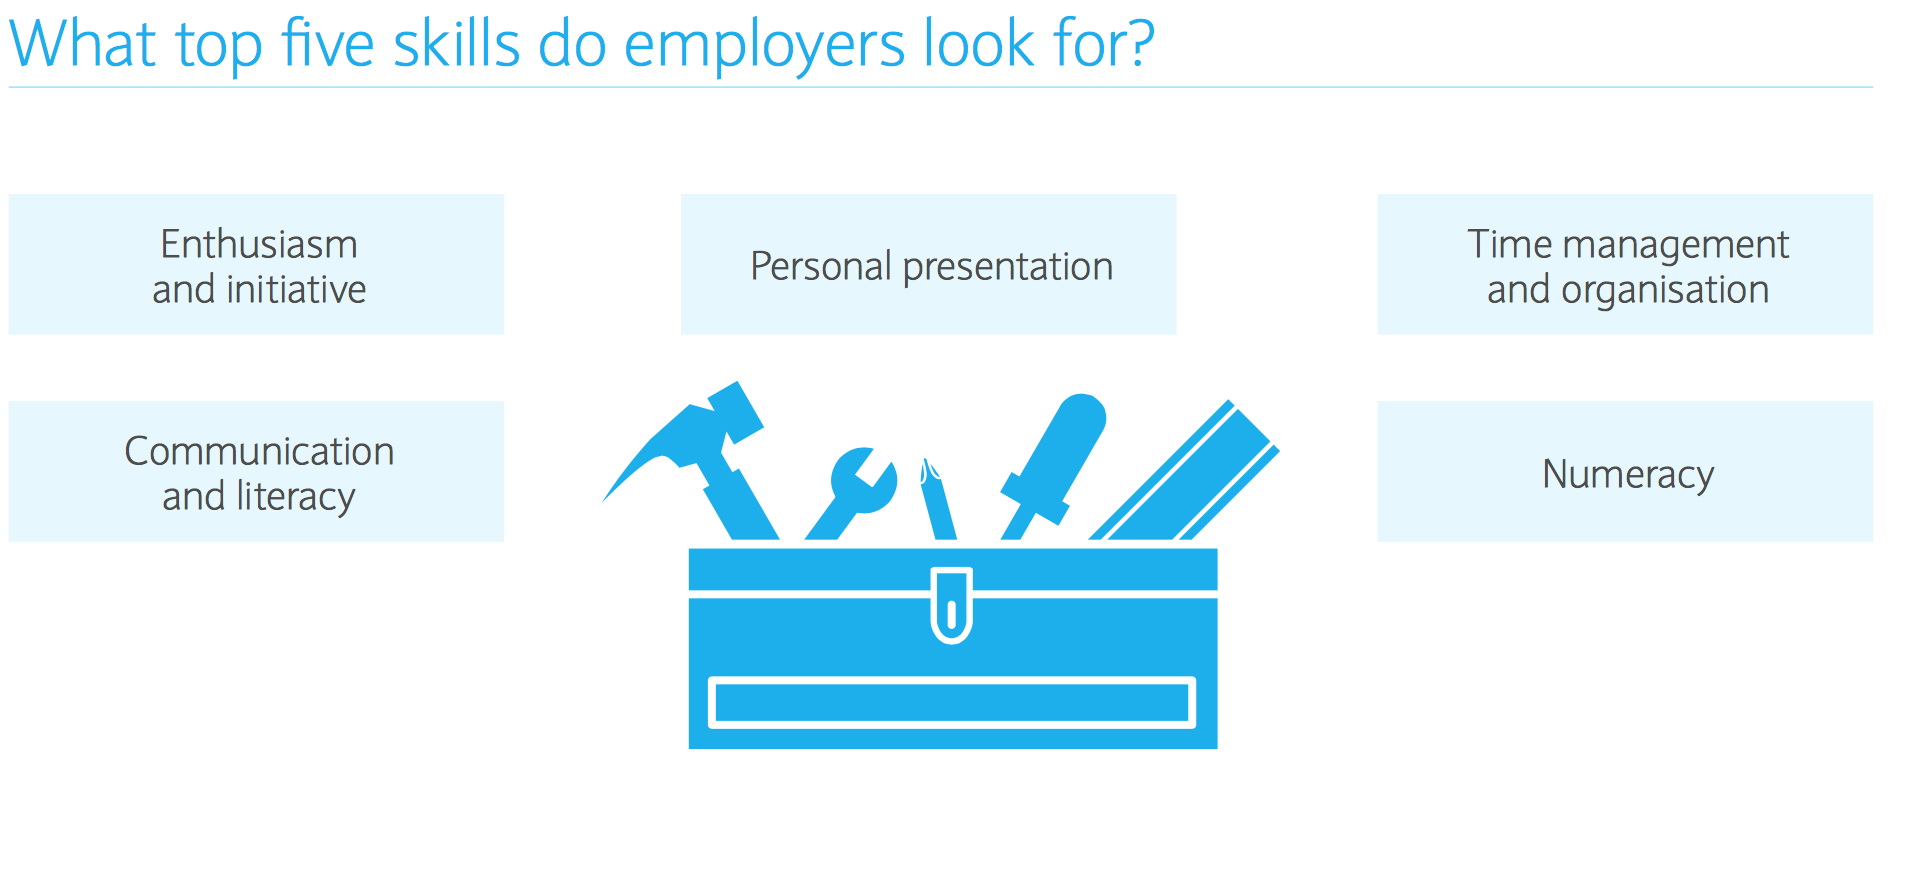 What top five skills do employers look for?
Enthusiasm
and initiative
Personal presentation
Time management
and organisation
Communication
and literacy
Numeracy